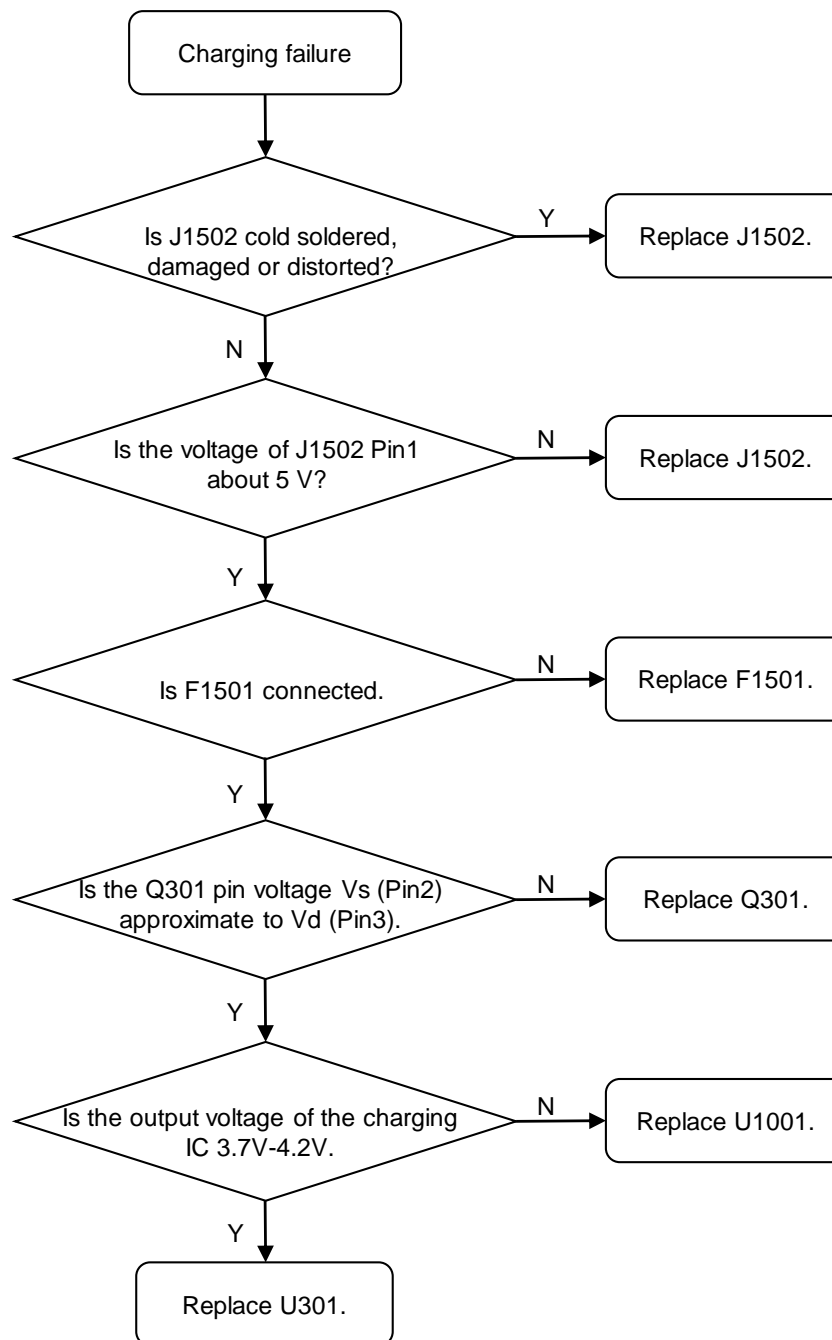 Charging failure
Is J1502 cold soldered,
damaged or distorted?
Y
Replace J1502.
N
Is the voltage of J1502 Pin1
about 5 V?
N
Replace J1502.
Y
Is F1501 connected.
N
Replace F1501.
Y
Is the Q301 pin voltage Vs (Pin2)
approximate to Vd (Pin3).
N
Replace Q301.
Y
Is the output voltage of the charging
IC 3.7V-4.2V.
N
Replace U1001.
Y
Replace U301.